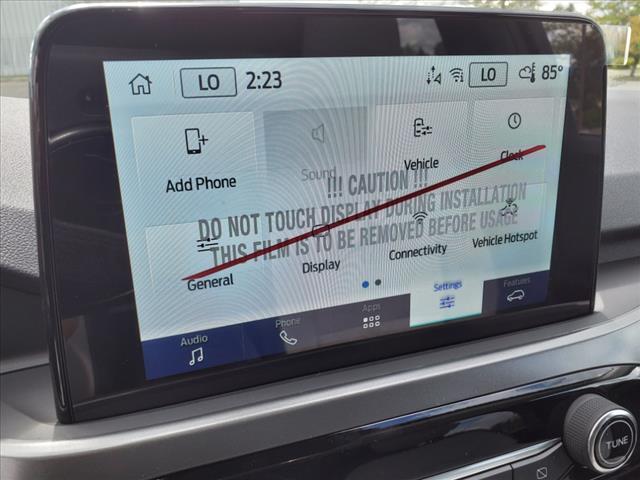 LO 2:23 LO 85°
Add Phone Sound Vehicle Clock
!!! CAUTION !!!
DO NOT TOUCH DISPLAY DURING INSTALLATION
THIS FILM IS TO BE REMOVED BEFORE USAGE
General Display Connectivity Vehicle Hotspot
Audio Phone Apps Settings Features
TUNE